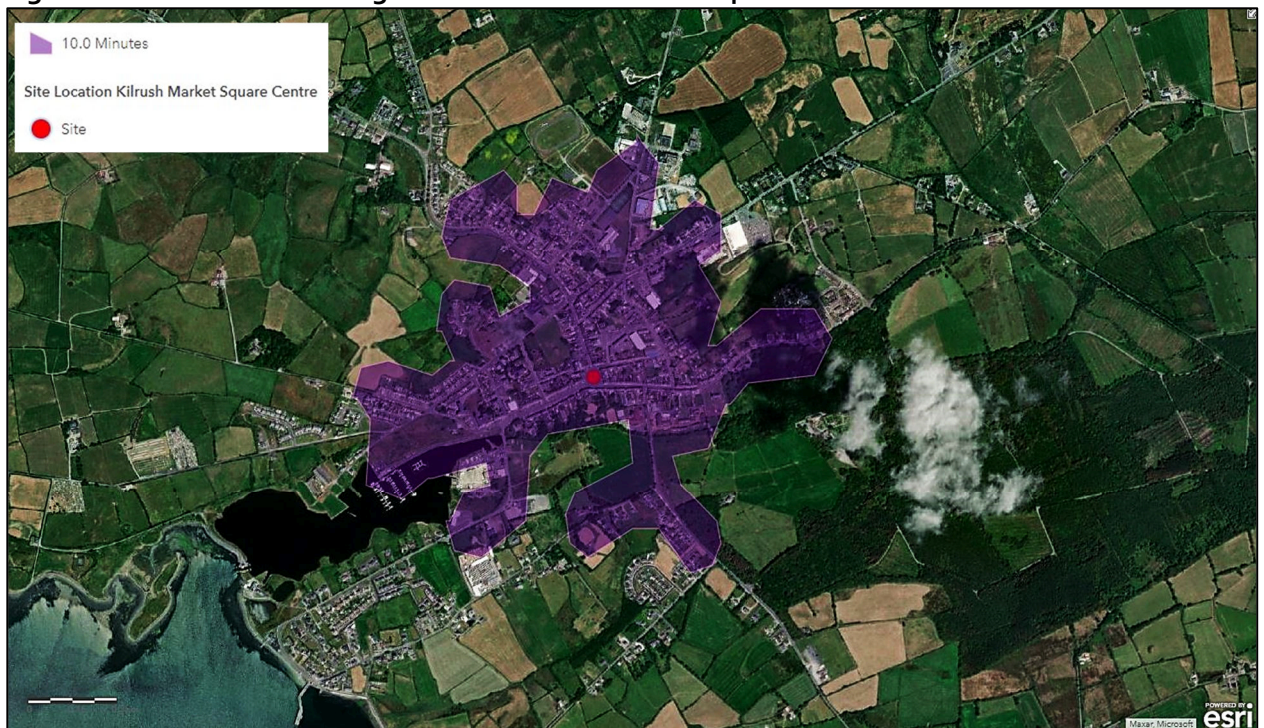 10.0 Minutes
Site Location Kilrush Market Square Centre
Site
POWERED BY
esri
Maxar, Microsoft